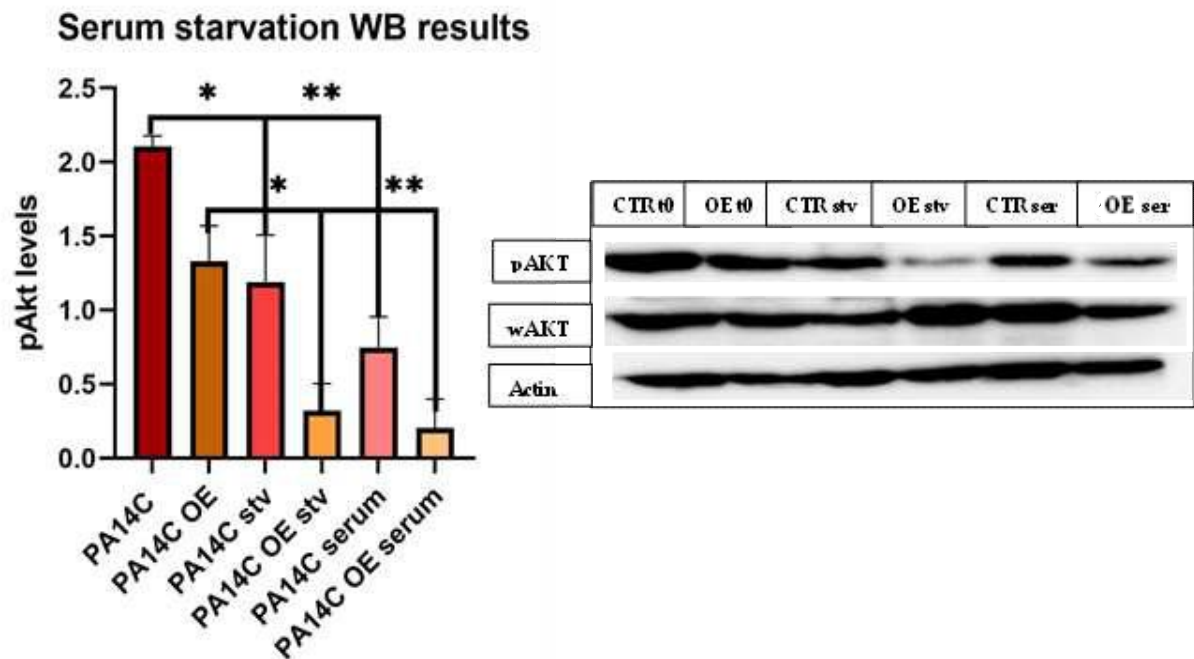 Serum starvation WB results
pAkt levels
2.5
2.0
1.5
1.0
0.5
0.0
* **
* **
PA14C
PA14C OE
PA14C stv
PA14C OE stv
PA14C serum
PA14C OE serum
CTRt0 OE t0 CTR stv OE stv CTR ser OE ser
pAKT
wAKT
Actin